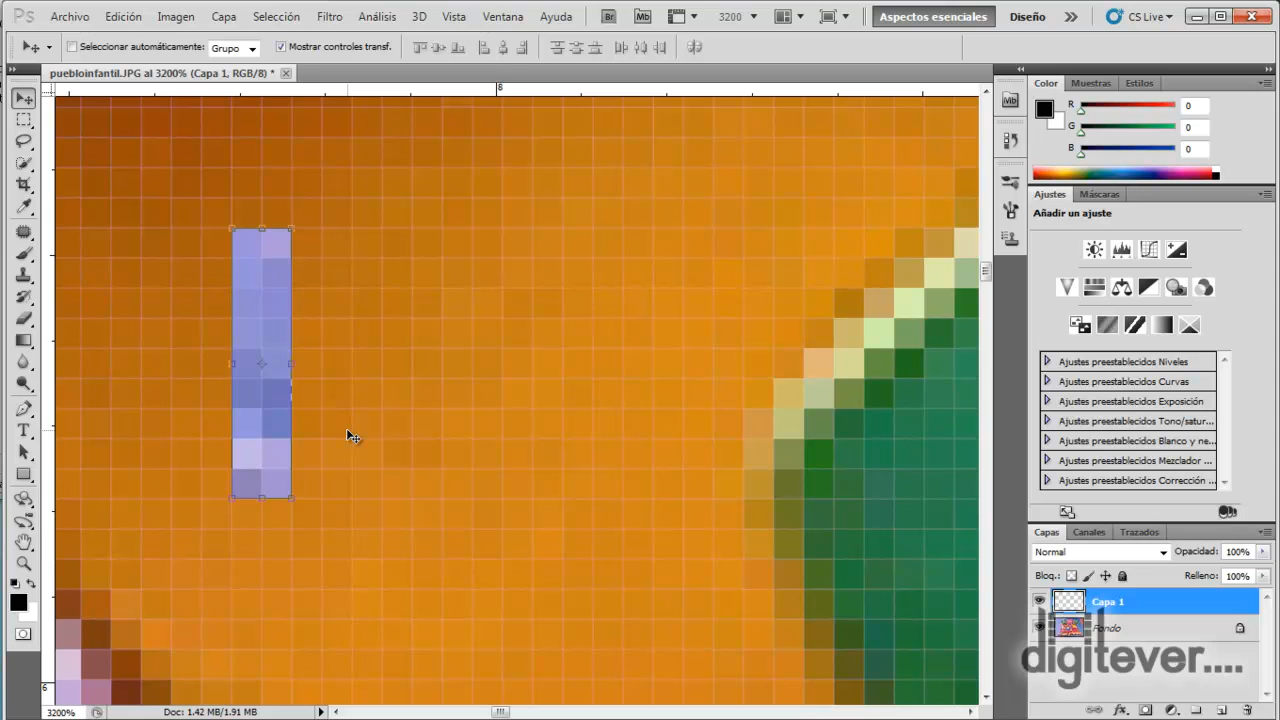 Ps Archivo Edición Imagen Capa Selección Filtro Análisis 3D Vista Ventana Ayuda Br Mb 3200 Aspectos esenciales Diseño CS Live
Seleccionar automáticamente: Grupo Mostrar controles transf.
puebloinfantil.JPG al 3200% (Capa 1, RGB/8) *
8
6
Mb
Color Muestras Estilos
R 0
G 0
B 0
Ajustes Máscaras
Añadir un ajuste
Ajustes preestablecidos Niveles
Ajustes preestablecidos Curvas
Ajustes preestablecidos Exposición
Ajustes preestablecidos Tono/satur...
Ajustes preestablecidos Blanco y ne...
Ajustes preestablecidos Mezclador ...
Ajustes preestablecidos Corrección ...
Capas Canales Trazados
Normal Opacidad: 100%
Bloq.: Relleno: 100%
Capa 1
Fondo
digitever....
3200% Doc: 1.42 MB/1.91 MB